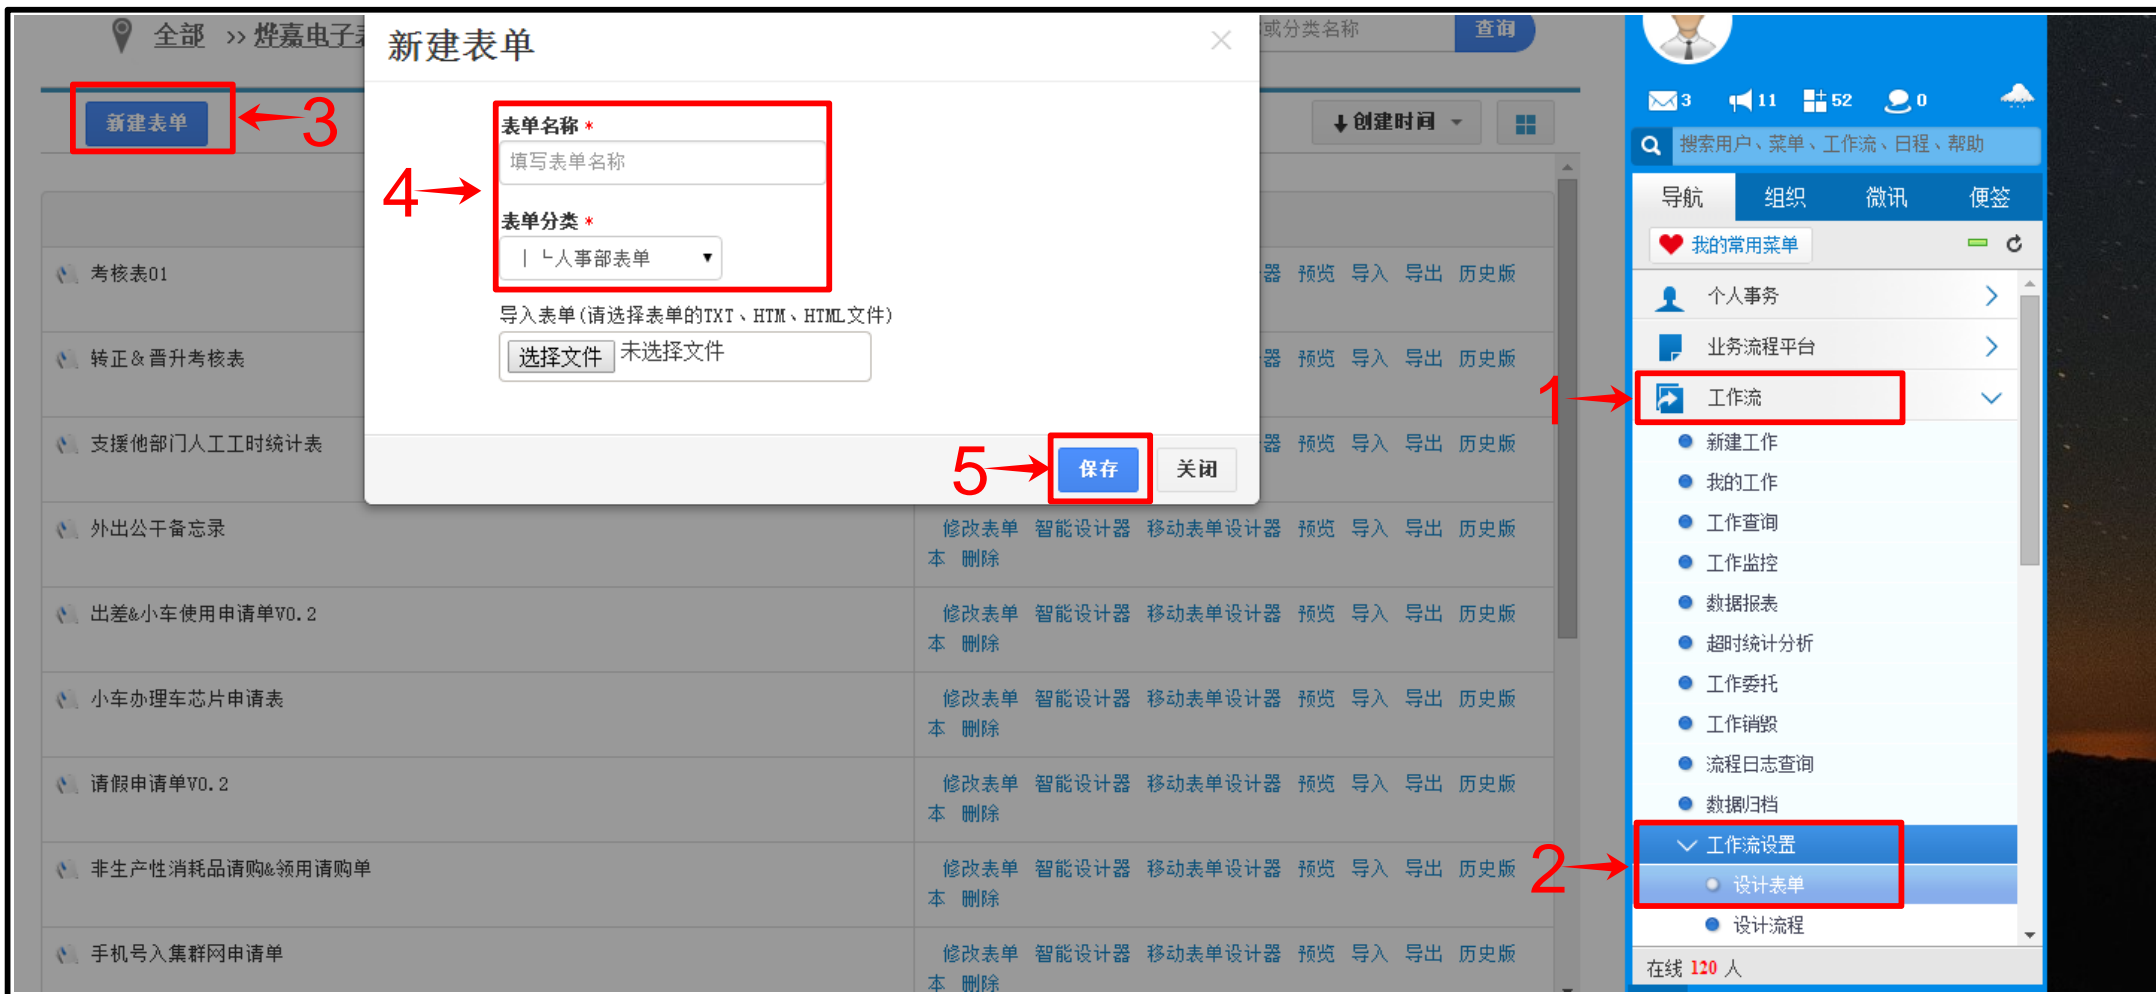 全部 >> 烨嘉电子表
或分类名称
查询
新建表单
3
创建时间
考核表01
器 预览 导入 导出 历史版
转正&晋升考核表
器 预览 导入 导出 历史版
支援他部门人工工时统计表
器 预览 导入 导出 历史版
外出公干备忘录
修改表单 智能设计器 移动表单设计器 预览 导入 导出 历史版
本 删除
出差&小车使用申请单V0.2
修改表单 智能设计器 移动表单设计器 预览 导入 导出 历史版
本 删除
小车办理车芯片申请表
修改表单 智能设计器 移动表单设计器 预览 导入 导出 历史版
本 删除
请假申请单V0.2
修改表单 智能设计器 移动表单设计器 预览 导入 导出 历史版
本 删除
非生产性消耗品请购&领用请购单
修改表单 智能设计器 移动表单设计器 预览 导入 导出 历史版
本 删除
手机号入集群网申请单
修改表单 智能设计器 移动表单设计器 预览 导入 导出 历史版
本 删除
新建表单
×
4
表单名称 *
填写表单名称
表单分类 *
| └人事部表单
导入表单(请选择表单的TXT、HTM、HTML文件)
选择文件 未选择文件
5
保存
关闭
3 11 52 0
搜索用户、菜单、工作流、日程、帮助
导航 组织 微讯 便签
我的常用菜单
个人事务
业务流程平台
1
工作流
新建工作
我的工作
工作查询
工作监控
数据报表
超时统计分析
工作委托
工作销毁
流程日志查询
数据归档
2
工作流设置
设计表单
设计流程
在线 120 人